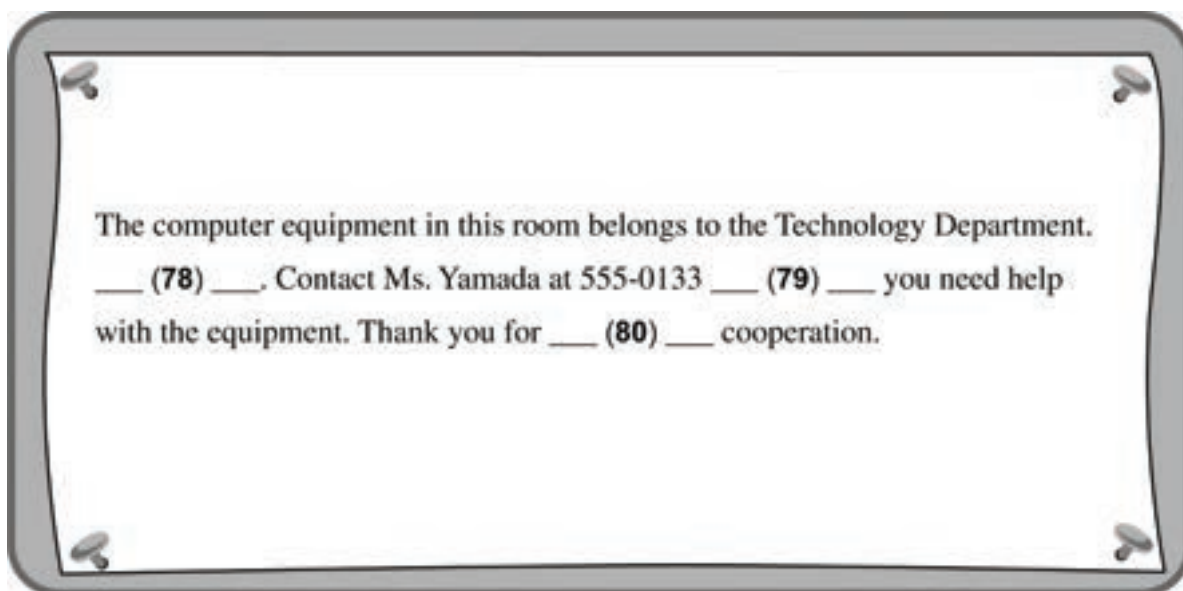 The computer equipment in this room belongs to the Technology Department.
___ (78) ___. Contact Ms. Yamada at 555-0133 ___ (79) ___ you need help
with the equipment. Thank you for ___ (80) ___ cooperation.